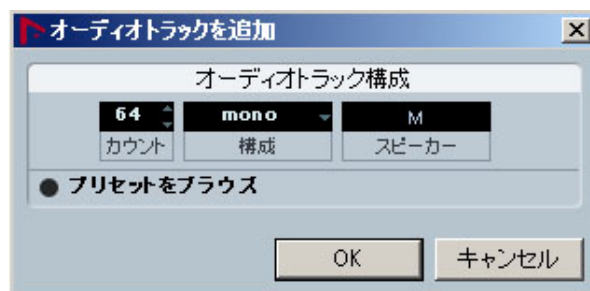 オーディオトラックを追加
オーディオトラック構成
64 mono M
カウント 構成 スピーカー
プリセットをブラウズ
OK キャンセル